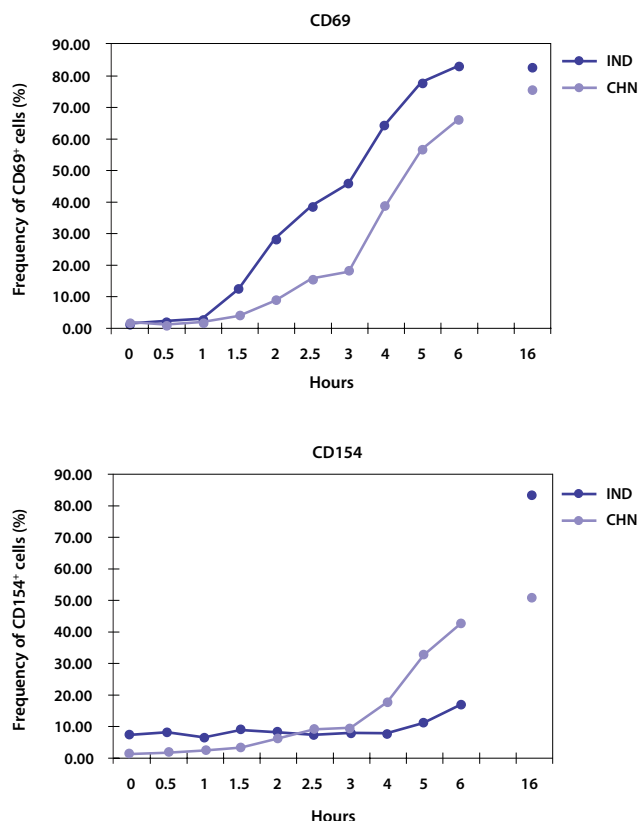 CD69
90.00
80.00
70.00
60.00
50.00
40.00
30.00
20.00
10.00
0.00
Frequency of CD69⁺ cells (%)
0 0.5 1 1.5 2 2.5 3 4 5 6 16
Hours
IND
CHN
CD154
90.00
80.00
70.00
60.00
50.00
40.00
30.00
20.00
10.00
0.00
Frequency of CD154⁺ cells (%)
0 0.5 1 1.5 2 2.5 3 4 5 6 16
Hours
IND
CHN